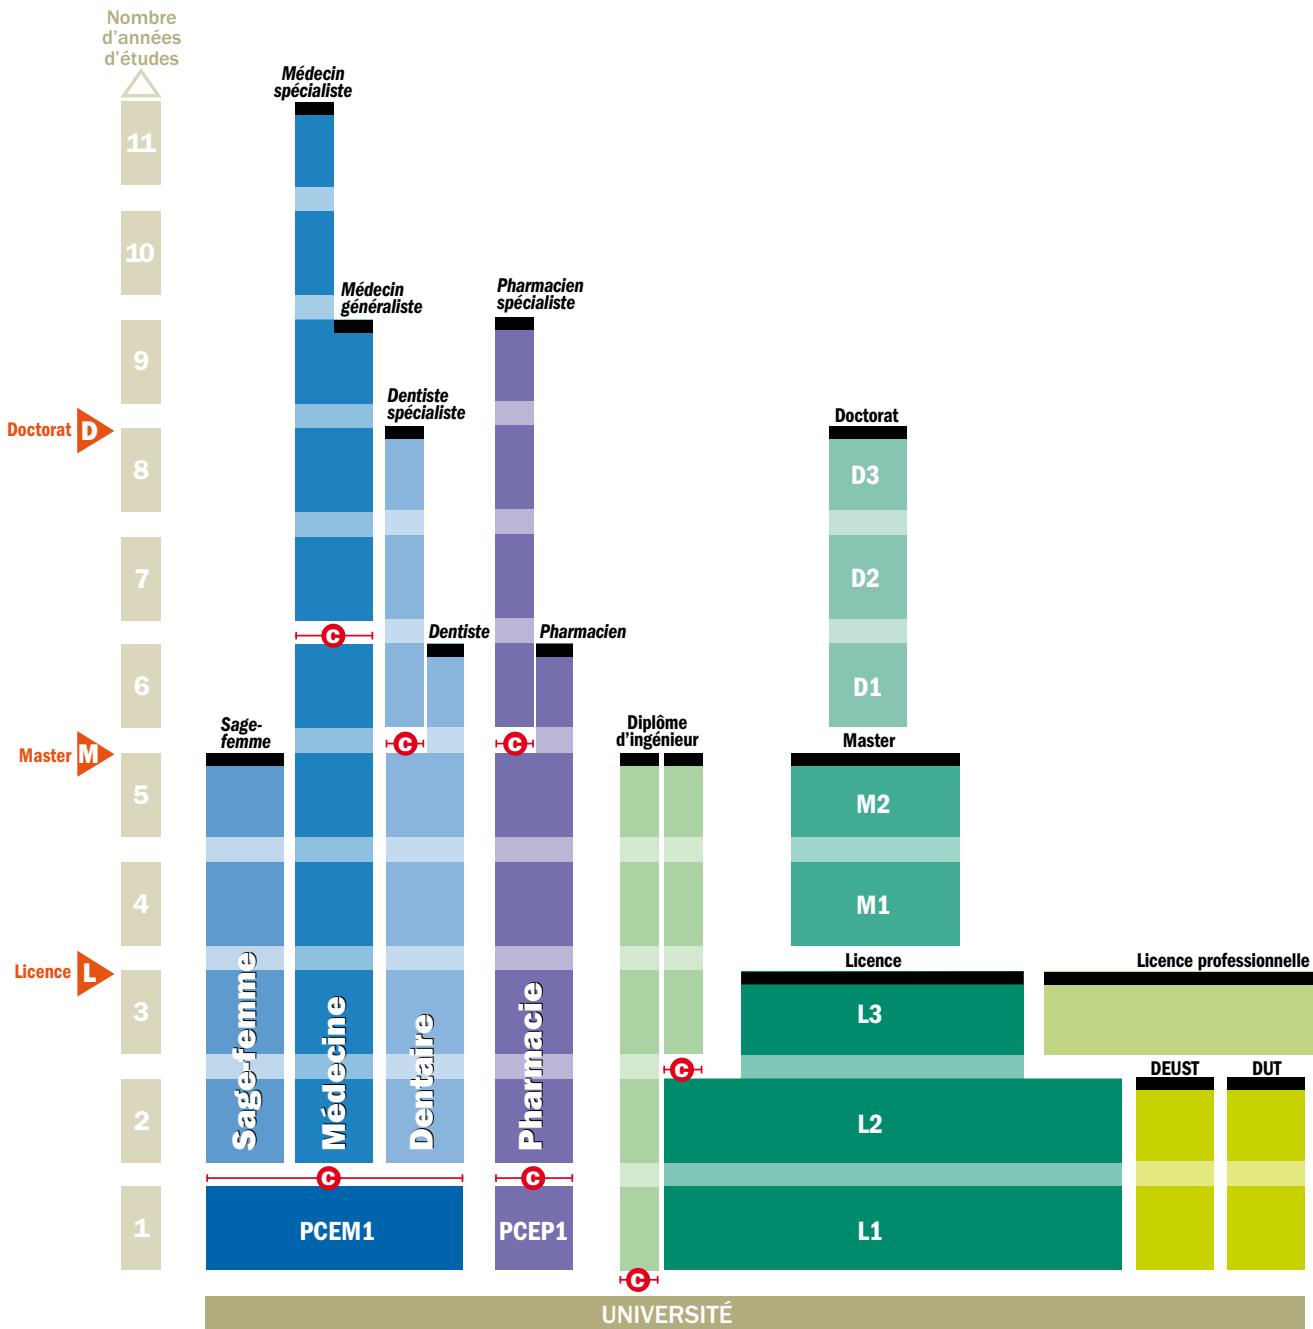 Nombre
d'années
d'études
Médecin
spécialiste
11
10
Médecin
généraliste
Pharmacien
spécialiste
9
Dentiste
spécialiste
Doctorat D
Doctorat
8
D3
7
D2
Dentiste
Pharmacien
C
6
D1
Sage-
femme
Diplôme
d'ingénieur
Master M
C
C
Master
5
M2
4
M1
Licence L
Licence
Licence professionnelle
3
L3
Sage-femme
Médecine
Dentaire
Pharmacie
C
DEUST
DUT
2
L2
C
C
1
PCEM1
PCEP1
L1
C
UNIVERSITÉ